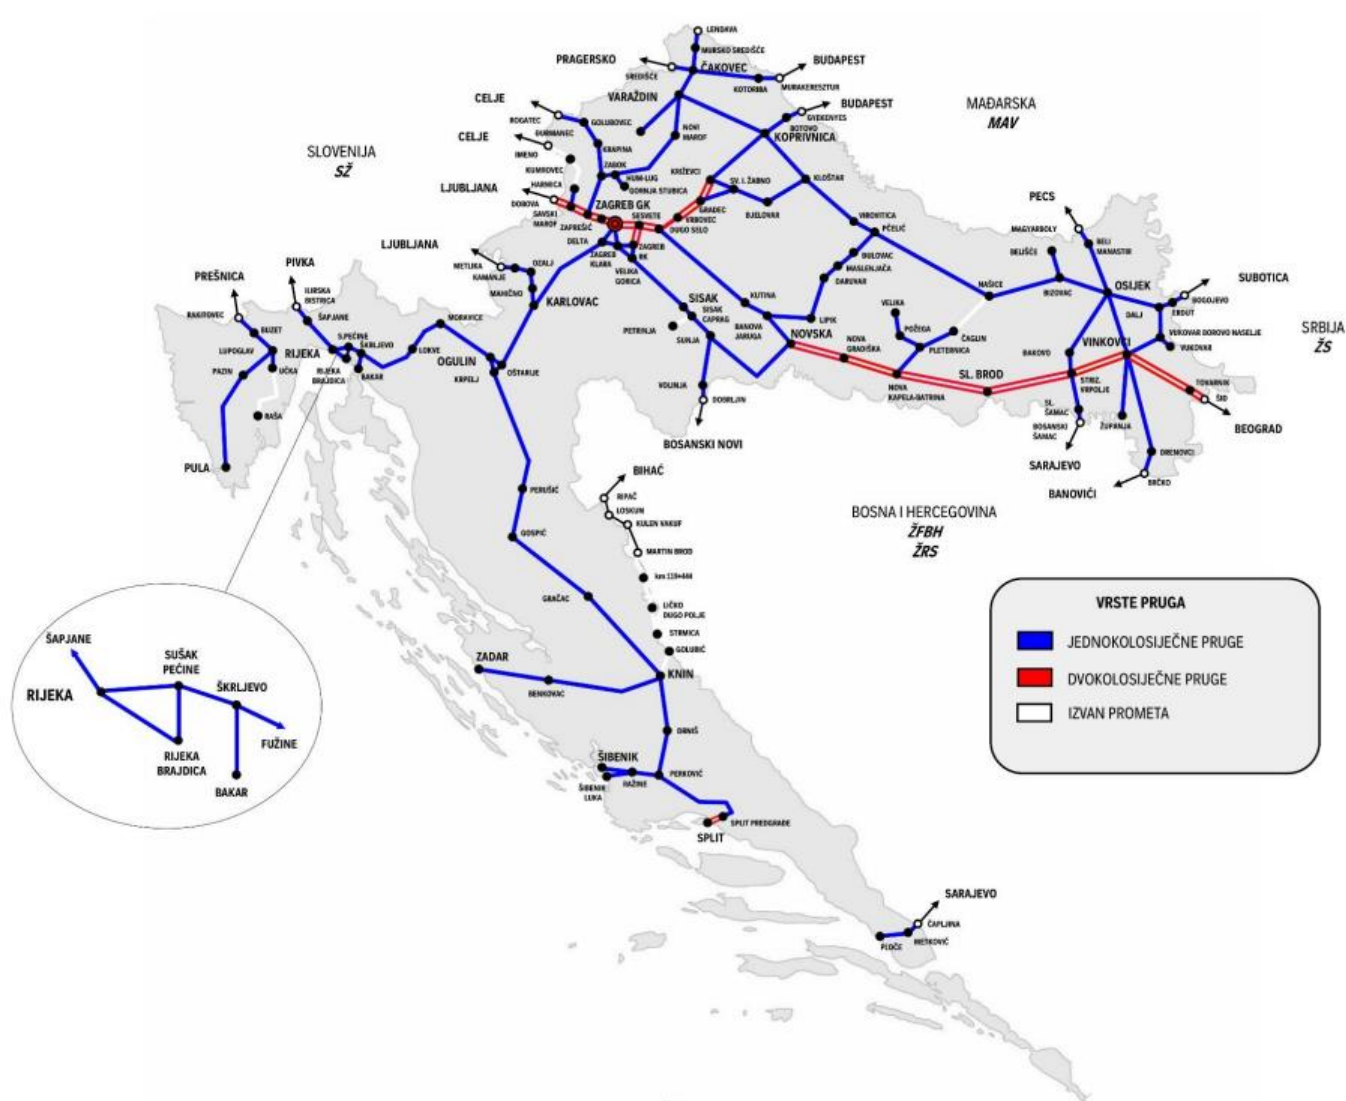 LENDAVA
MURSKO SREDIŠĆE
PRAGERSKO
BUDAPEST
SREDIŠĆE
ČAKOVEC
KOTORIBA
MURAKERESZTUR
CELJE
VARAŽDIN
BUDAPEST
MAĐARSKA
MAV
ROGATEC
GOLUBOVEC
GYEKENYES
BOTOVO
ĐURMANEC
NOVI
MAROF
KOPRIVNICA
CELJE
KRAPINA
SLOVENIJA
SŽ
IMENO
KUMROVEC
ZABOK
HUM-LUG
GORNJA STUBICA
KRIŽEVCI
SV. I. ŽABNO
KLOŠTAR
HARMICA
LJUBLJANA
DOBOVA
SAVSKI
MAROF
ZAGREB GK
SESVETE
ZAPREŠIĆ
GRADEC
VRBOVEC
DUGO SELO
BJELOVAR
VIROVITICA
PČELIĆ
PECS
MAGYARBOLY
BELI
MANASTIR
BELIŠĆE
LJUBLJANA
DELTA
ZAGREB
KLARA
ZAGREB
RK
VELIKA
GORICA
BULOVAC
MASLENJAČA
DARUVAR
METLIKA
KAMANJE
OZALJ
MAHIČNO
KARLOVAC
PREŠNICA
PIVKA
ILIRSKA
BISTRICA
ŠAPJANE
RAKITOVEC
BUZET
LUPOGLAV
PAZIN
UČKA
RAŠA
PULA
RIJEKA
S.PEĆINE
ŠKRLJEVO
RIJEKA
BRAJDICA
BAKAR
LOKVE
MORAVICE
OGULIN
KRPELJ
OŠTARIJE
SISAK
SISAK
CAPRAG
PETRINJA
SUNJA
VOLINJA
DOBRLJIN
BOSANSKI NOVI
KUTINA
BANOVA
JARUGA
LIPIK
NOVSKA
NOVA
GRADIŠKA
VELIKA
POŽEGA
PLETERNICA
ČAGLIN
NOVA
KAPELA-BATRINA
SL. BROD
NAŠICE
BIZOVAC
OSIJEK
DALJ
ERDUT
BOGOJEVO
SUBOTICA
SRBIJA
ŽS
VUKOVAR BOROVO NASELJE
VUKOVAR
VINKOVCI
STRIZ.
VRPOLJE
SL.
ŠAMAC
BOSANSKI
ŠAMAC
SARAJEVO
ŽUPANJA
DRENOVCI
BRČKO
BANOVIĆI
TOVARNIK
ŠID
BEOGRAD
BOSNA I HERCEGOVINA
ŽFBH
ŽRS
BIHAĆ
RIPAČ
LOSKUN
KULEN VAKUF
MARTIN BROD
km 119+444
LIČKO
DUGO POLJE
STRMICA
GOLUBIĆ
PERUŠIĆ
GOSPIĆ
GRAČAC
ZADAR
BENKOVAC
KNIN
DRNIŠ
ŠIBENIK
ŠIBENIK
LUKA
RAŽINE
PERKOVIĆ
SPLIT PREDGRAĐE
SPLIT
SARAJEVO
ČAPLJINA
PLOČE
METKOVIĆ
ŠAPJANE
SUŠAK
PEĆINE
ŠKRLJEVO
RIJEKA
RIJEKA
BRAJDICA
FUŽINE
BAKAR
VRSTE PRUGA
JEDNOKOLOSIJEČNE PRUGE
DVOKOLOSIJEČNE PRUGE
IZVAN PROMETA